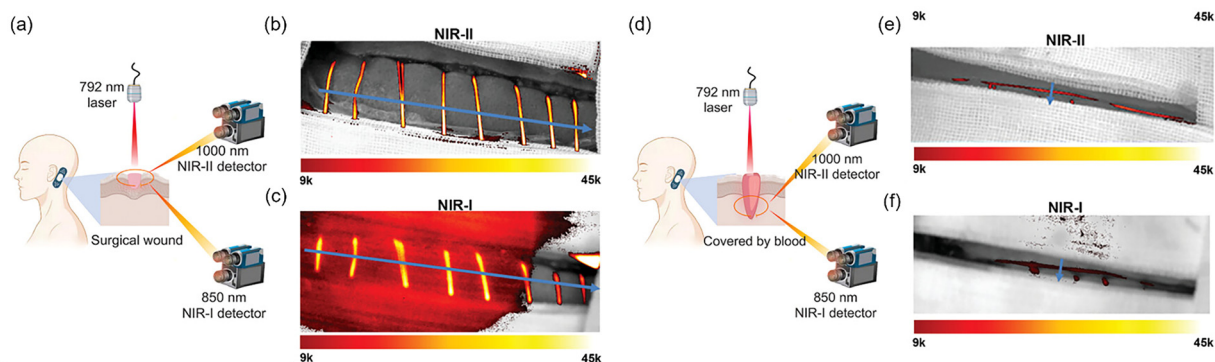 (a)
792 nm
laser
1000 nm
NIR-II detector
Surgical wound
850 nm
NIR-I detector
(b)
NIR-II
9k
45k
(c)
NIR-I
9k
45k
(d)
792 nm
laser
1000 nm
NIR-II detector
Covered by blood
850 nm
NIR-I detector
9k
45k
(e)
NIR-II
9k
45k
(f)
NIR-I
9k
45k